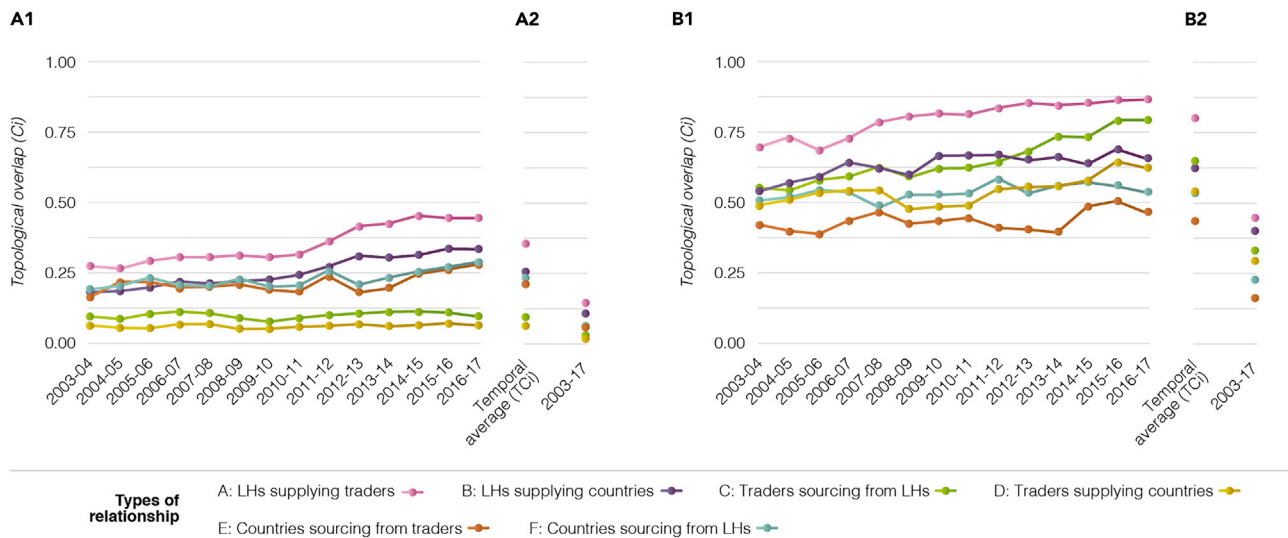 A1
A2
B1
B2
Topological overlap (Ci)
1.00
0.75
0.50
0.25
0.00
2003-04
2004-05
2005-06
2006-07
2007-08
2008-09
2009-10
2010-11
2011-12
2012-13
2013-14
2014-15
2015-16
2016-17
Temporal
average (TCi)
2003-17
Topological overlap (Ci)
1.00
0.75
0.50
0.25
0.00
2003-04
2004-05
2005-06
2006-07
2007-08
2008-09
2009-10
2010-11
2011-12
2012-13
2013-14
2014-15
2015-16
2016-17
Temporal
average (TCi)
2003-17
Types of
relationship
A: LHs supplying traders
B: LHs supplying countries
C: Traders sourcing from LHs
D: Traders supplying countries
E: Countries sourcing from traders
F: Countries sourcing from LHs